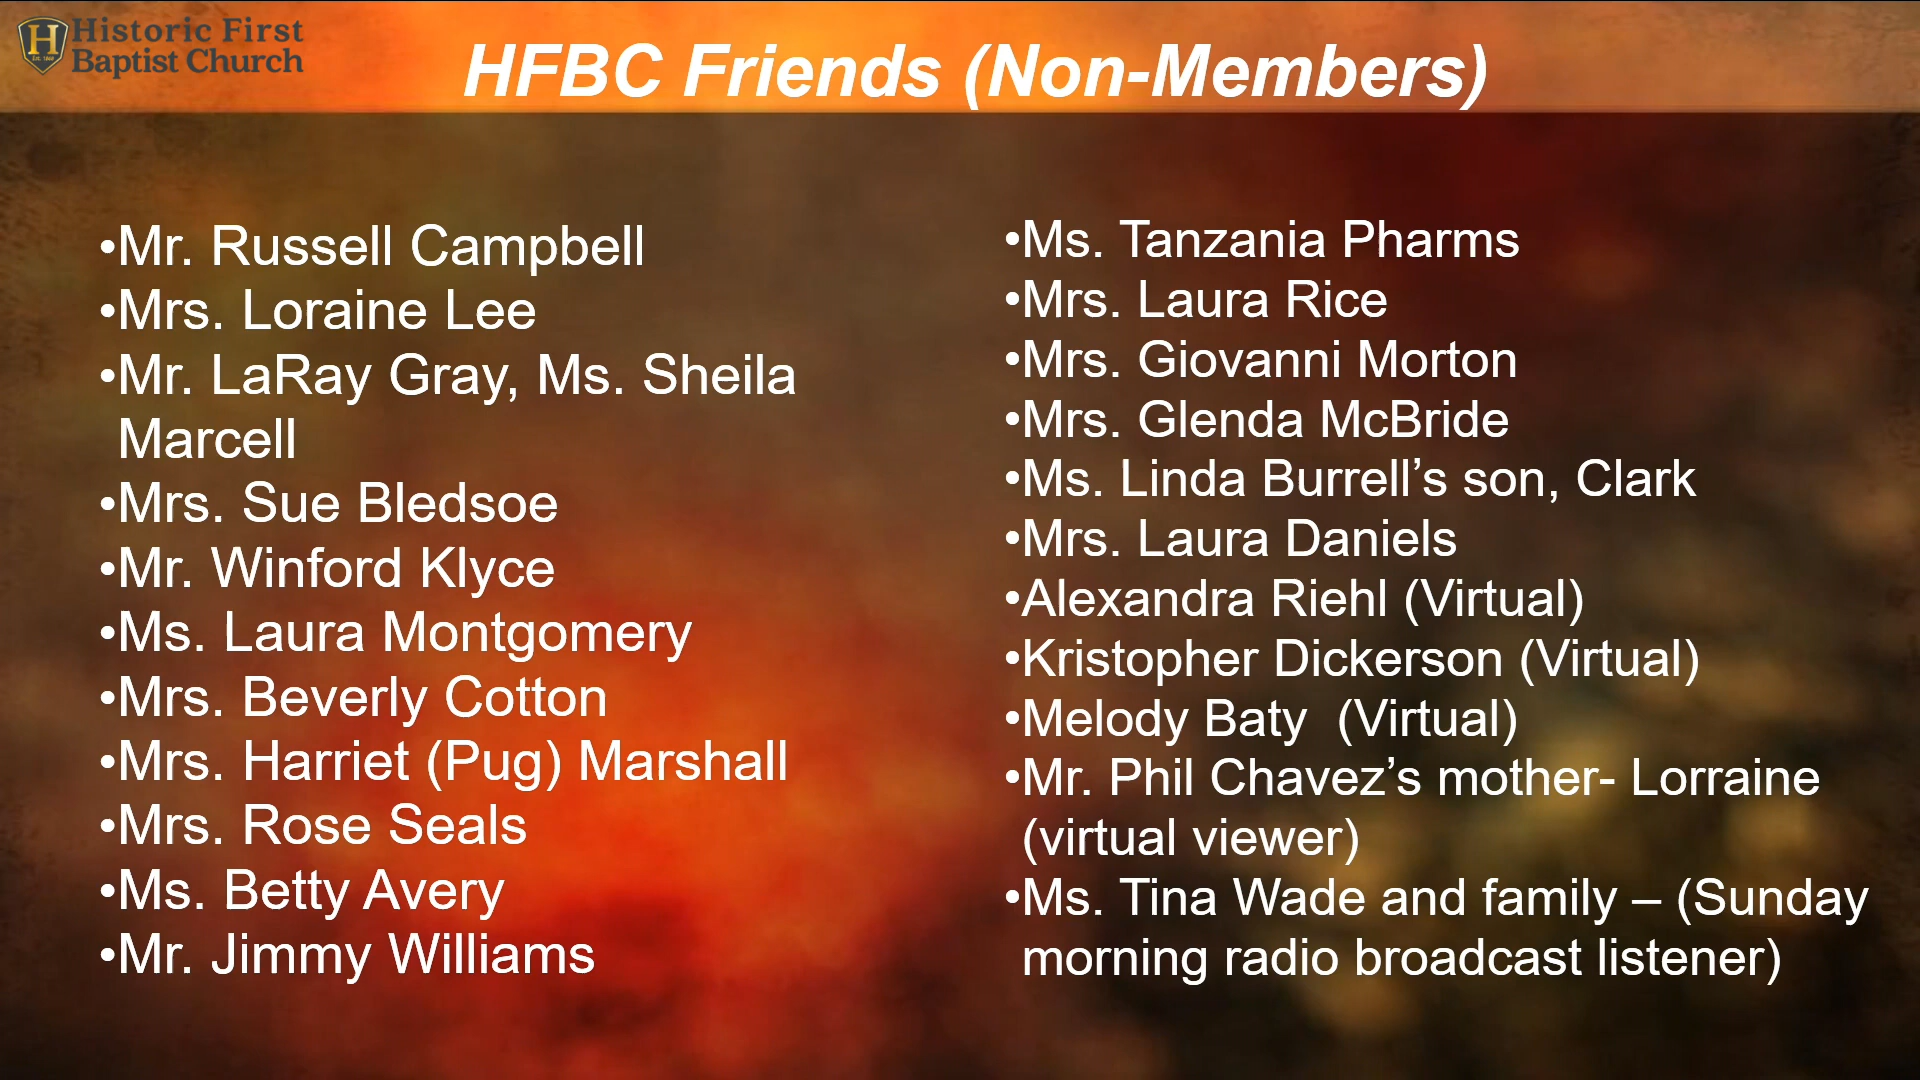 Historic First
Baptist Church
H
HFBC Friends (Non-Members)
•Mr. Russell Campbell
•Mrs. Loraine Lee
•Mr. LaRay Gray, Ms. Sheila
Marcell
•Mrs. Sue Bledsoe
•Mr. Winford Klyce
•Ms. Laura Montgomery
•Mrs. Beverly Cotton
•Mrs. Harriet (Pug) Marshall
•Mrs. Rose Seals
•Ms. Betty Avery
•Mr. Jimmy Williams
•Ms. Tanzania Pharms
•Mrs. Laura Rice
•Mrs. Giovanni Morton
•Mrs. Glenda McBride
•Ms. Linda Burrell’s son, Clark
•Mrs. Laura Daniels
•Alexandra Riehl (Virtual)
•Kristopher Dickerson (Virtual)
•Melody Baty  (Virtual)
•Mr. Phil Chavez’s mother- Lorraine
(virtual viewer)
•Ms. Tina Wade and family – (Sunday
morning radio broadcast listener)